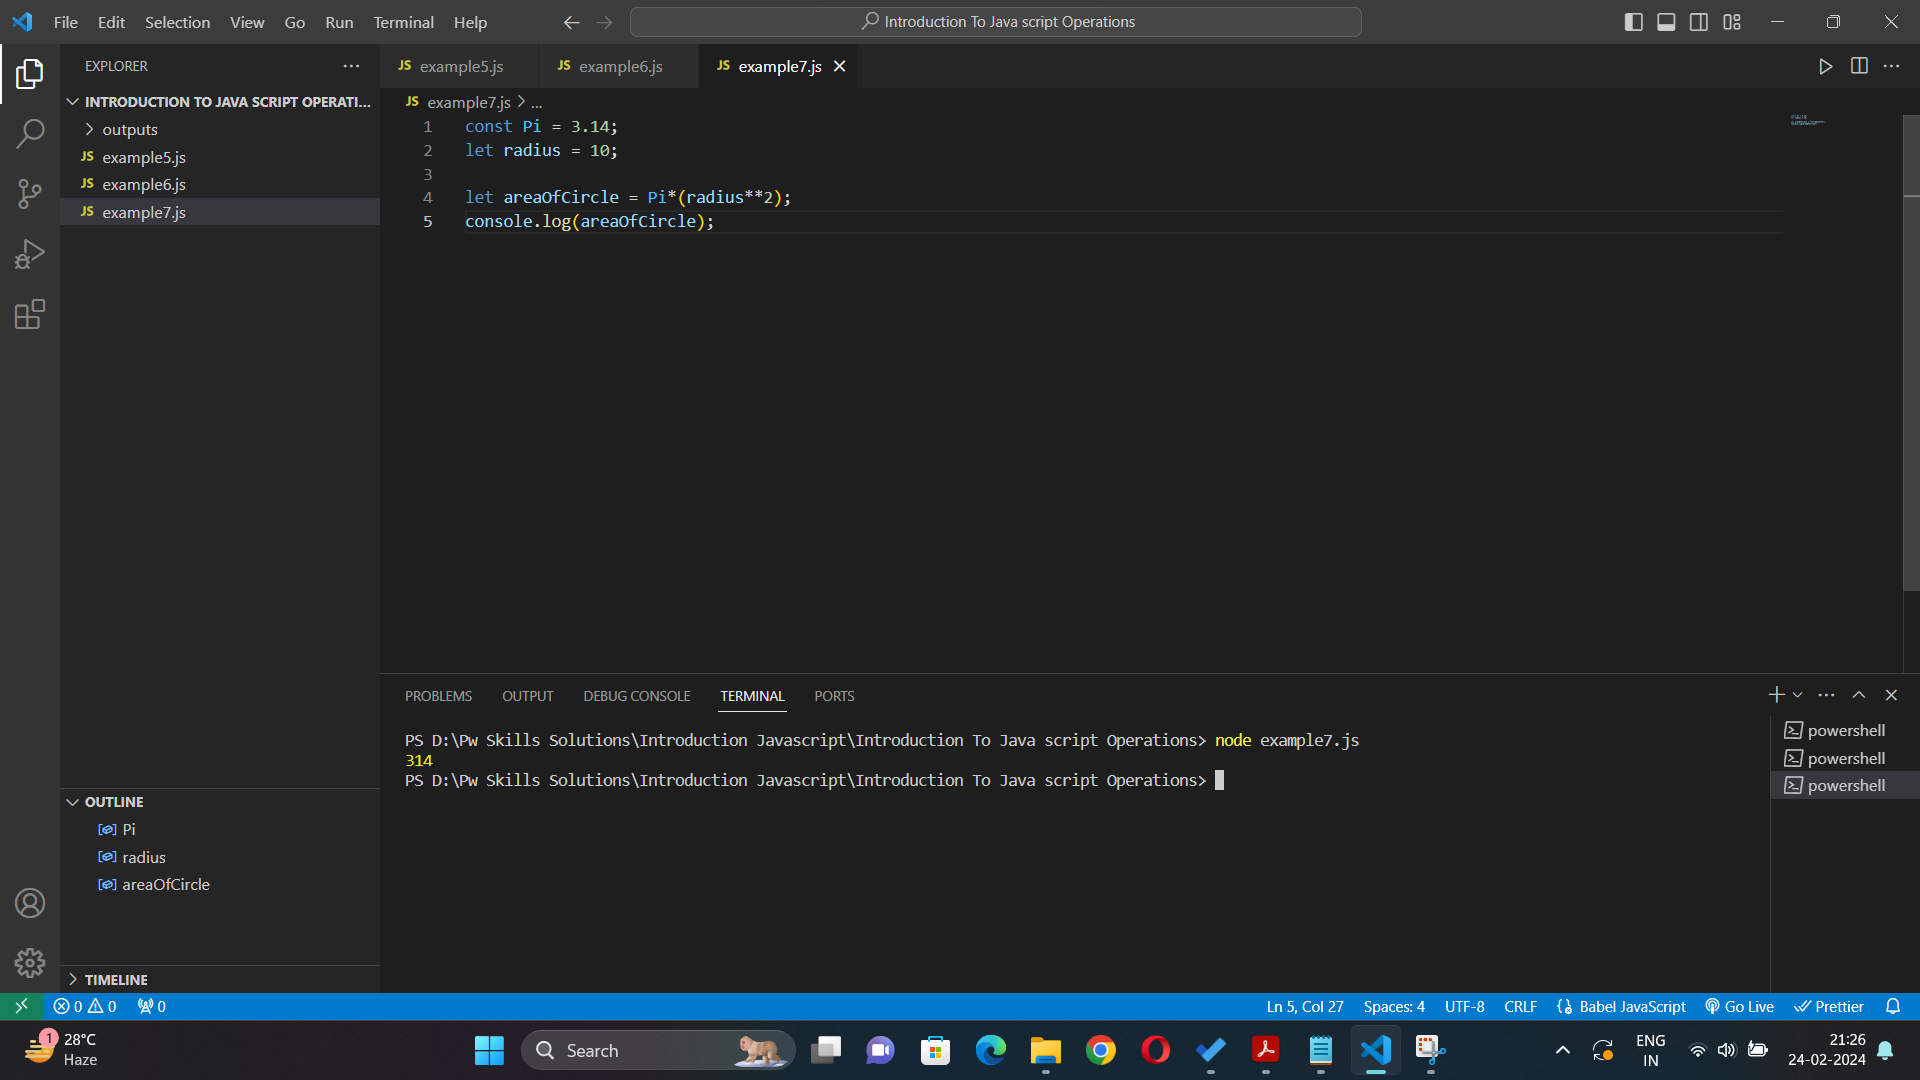 File Edit Selection View Go Run Terminal Help
Introduction To Java script Operations
EXPLORER
INTRODUCTION TO JAVA SCRIPT OPERATI...
outputs
JS example5.js
JS example6.js
JS example7.js
JS example5.js JS example6.js JS example7.js
JS example7.js > ...
1 const Pi = 3.14;
2 let radius = 10;
3
4 let areaOfCircle = Pi*(radius**2);
5 console.log(areaOfCircle);
PROBLEMS OUTPUT DEBUG CONSOLE TERMINAL PORTS
PS D:\Pw Skills Solutions\Introduction Javascript\Introduction To Java script Operations> node example7.js
314
PS D:\Pw Skills Solutions\Introduction Javascript\Introduction To Java script Operations>
powershell
powershell
powershell
OUTLINE
Pi
radius
areaOfCircle
TIMELINE
0 0 0
Ln 5, Col 27 Spaces: 4 UTF-8 CRLF Babel JavaScript Go Live Prettier
1
28°C
Haze
Search
ENG
IN
21:26
24-02-2024